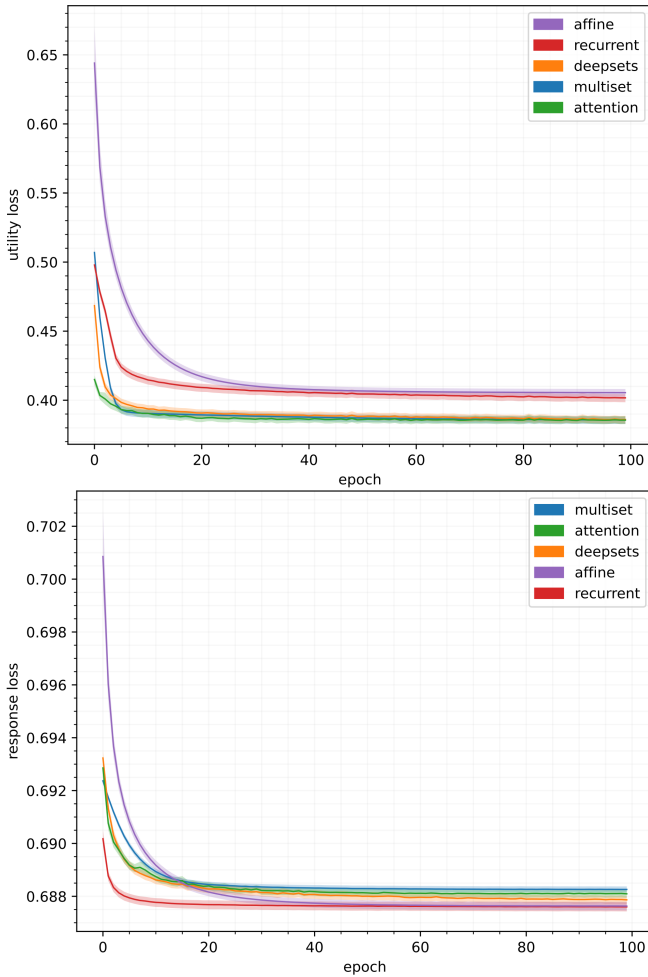 affine
recurrent
deepsets
multiset
attention
0.65
0.60
0.55
0.50
0.45
0.40
utility loss
0 20 40 60 80 100
epoch
multiset
attention
deepsets
affine
recurrent
0.702
0.700
0.698
0.696
0.694
0.692
0.690
0.688
response loss
0 20 40 60 80 100
epoch